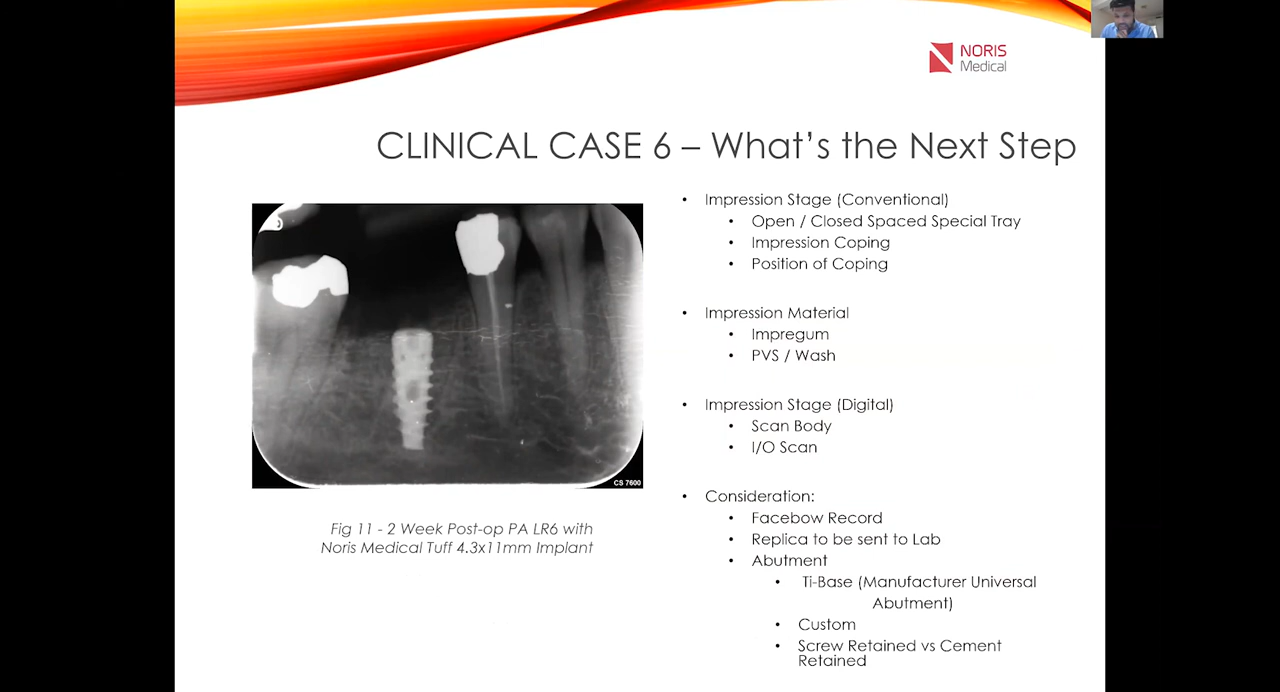 NORIS
Medical
CLINICAL CASE 6 – What's the Next Step
• Impression Stage (Conventional)
• Open / Closed Spaced Special Tray
• Impression Coping
• Position of Coping
• Impression Material
• Impregum
• PVS / Wash
• Impression Stage (Digital)
• Scan Body
• I/O Scan
• Consideration:
• Facebow Record
• Replica to be sent to Lab
• Abutment
• Ti-Base (Manufacturer Universal
Abutment)
• Custom
• Screw Retained vs Cement
Retained
CS 7600
Fig 11 - 2 Week Post-op PA LR6 with
Noris Medical Tuff 4.3x11mm Implant